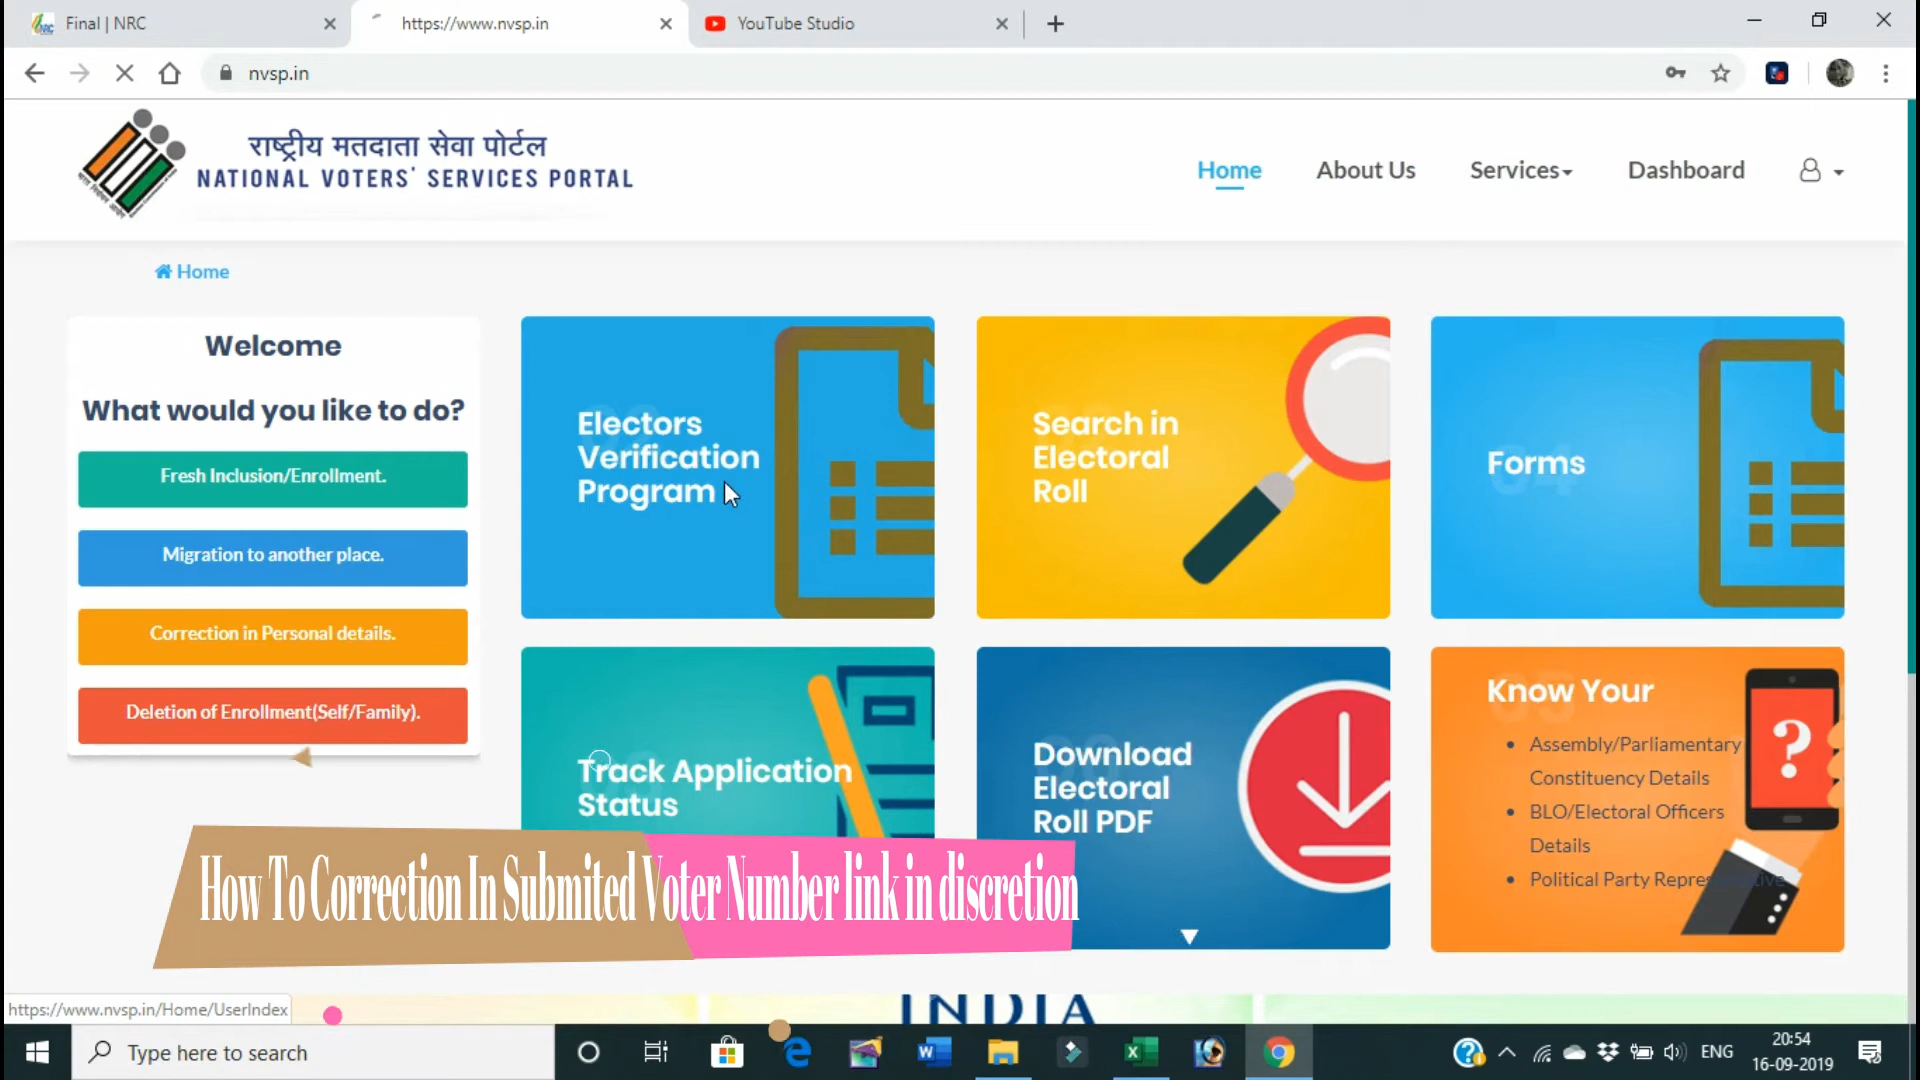 Final | NRC
https://www.nvsp.in
YouTube Studio
nvsp.in
राष्ट्रीय मतदाता सेवा पोर्टल
NATIONAL VOTERS' SERVICES PORTAL
Home
About Us
Services
Dashboard
Home
Welcome
What would you like to do?
Fresh Inclusion/Enrollment.
Migration to another place.
Correction in Personal details.
Deletion of Enrollment(Self/Family).
Electors
Verification
Program
Search in
Electoral
Roll
Forms
Track Application
Status
Download
Electoral
Roll PDF
Know Your
Assembly/Parliamentary
Constituency Details
BLO/Electoral Officers
Details
Political Party Representative
How To Correction In Submited Voter Number link in discretion
https://www.nvsp.in/Home/UserIndex
INDIA
Type here to search
ENG
20:54
16-09-2019